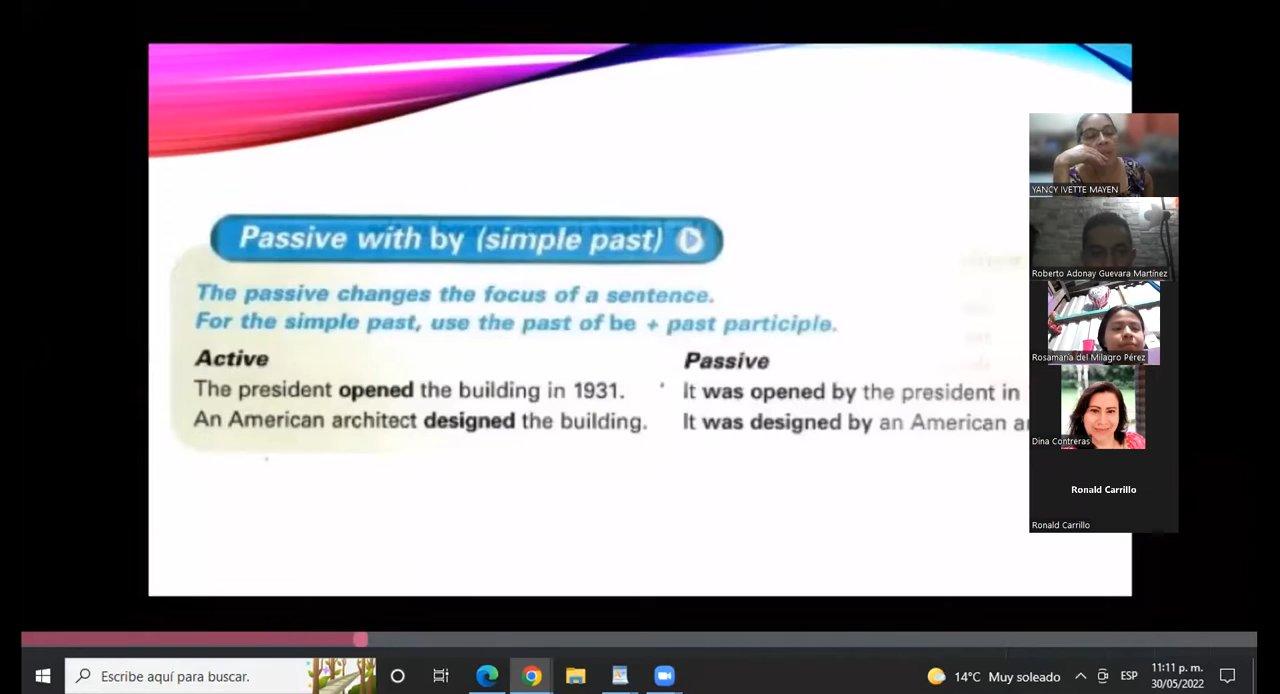 Passive with by (simple past)
The passive changes the focus of a sentence.
For the simple past, use the past of be + past participle.
Active
Passive
The president opened the building in 1931.
It was opened by the president in
An American architect designed the building.
It was designed by an American
YANCY IVETTE MAYEN
Roberto Adonay Guevara Martínez
Rosamaría del Milagro Pérez
Dina Contreras
Ronald Carrillo
Ronald Carrillo
Escribe aquí para buscar.
14°C Muy soleado
ESP
11:11 p. m.
30/05/2022